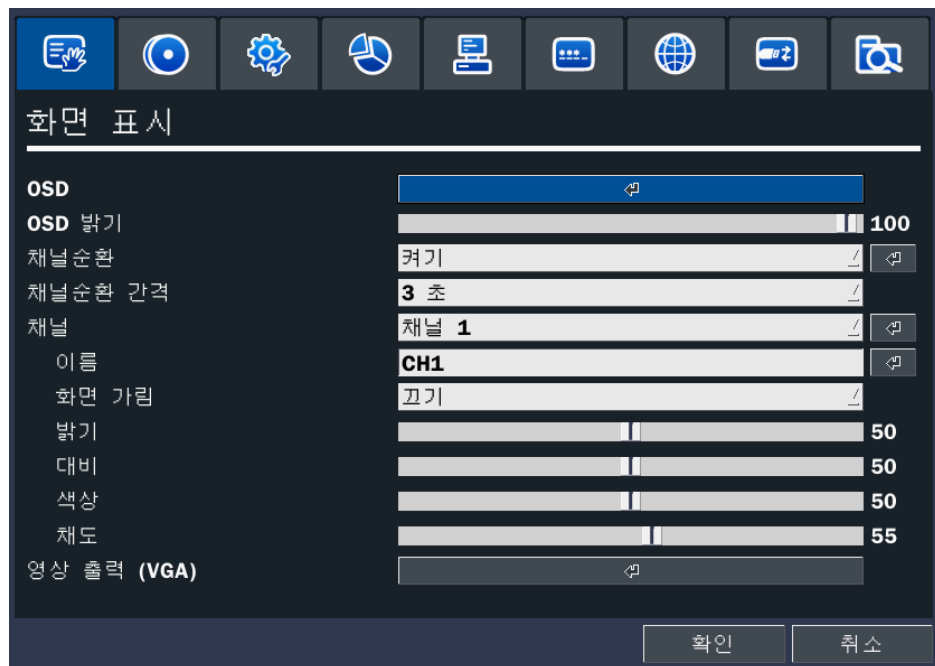 화면 표시
OSD
OSD 밝기 100
채널순환 켜기
채널순환 간격 3 초
채널 채널 1
이름 CH1
화면 가림 끄기
밝기 50
대비 50
색상 50
채도 55
영상 출력 (VGA)
확인 취소